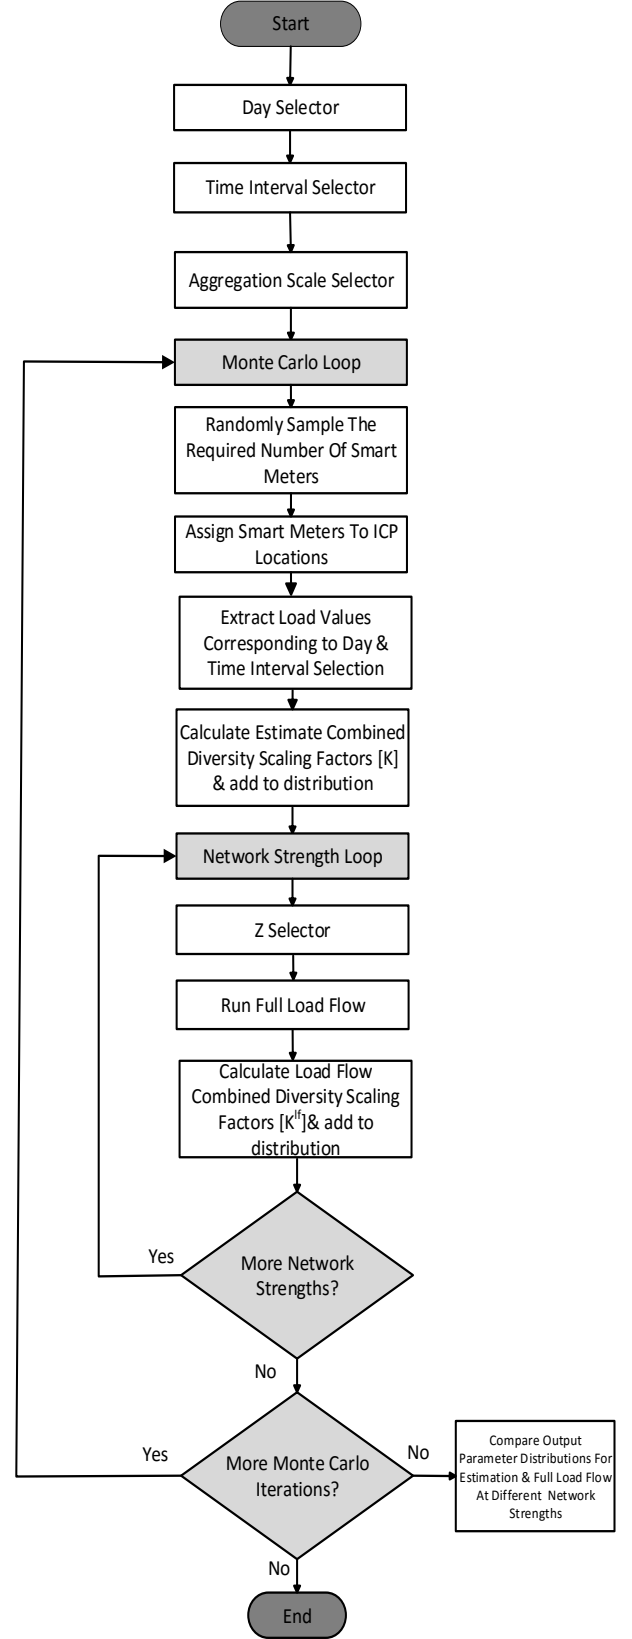 Start
Day Selector
Time Interval Selector
Aggregation Scale Selector
Monte Carlo Loop
Randomly Sample The
Required Number Of Smart
Meters
Assign Smart Meters To ICP
Locations
Extract Load Values
Corresponding to Day &
Time Interval Selection
Calculate Estimate Combined
Diversity Scaling Factors [K]
& add to distribution
Network Strength Loop
Z Selector
Run Full Load Flow
Calculate Load Flow
Combined Diversity Scaling
Factors [K^lf]& add to
distribution
More Network
Strengths?
Yes
No
More Monte Carlo
Iterations?
Yes
No
Compare Output
Parameter Distributions For
Estimation & Full Load Flow
At Different Network
Strengths
No
End